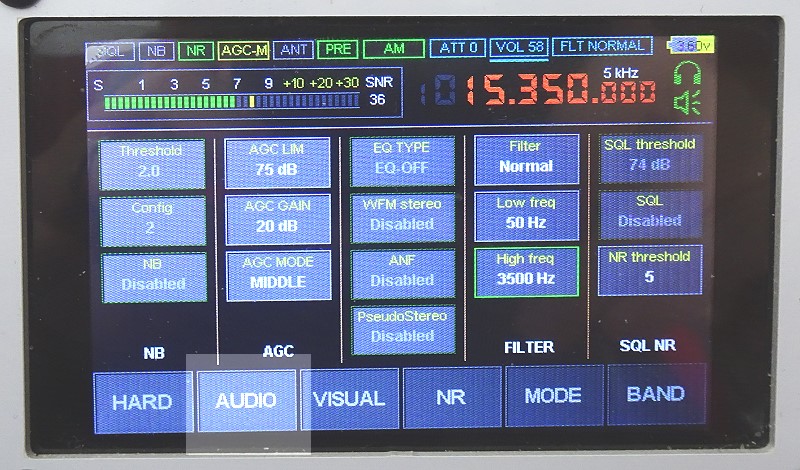 SQL NB NR AGC-M ANT PRE AM ATT 0 VOL 58 FLT NORMAL 3.60v
S 1 3 5 7 9 +10 +20 +30 SNR
36
5 kHz
15.350.000
Threshold
2.0
Config
2
NB
Disabled
NB
AGC LIM
75 dB
AGC GAIN
20 dB
AGC MODE
MIDDLE
AGC
EQ TYPE
EQ-OFF
WFM stereo
Disabled
ANF
Disabled
PseudoStereo
Disabled
Filter
Normal
Low freq
50 Hz
High freq
3500 Hz
FILTER
SQL threshold
74 dB
SQL
Disabled
NR threshold
5
SQL NR
HARD AUDIO VISUAL NR MODE BAND